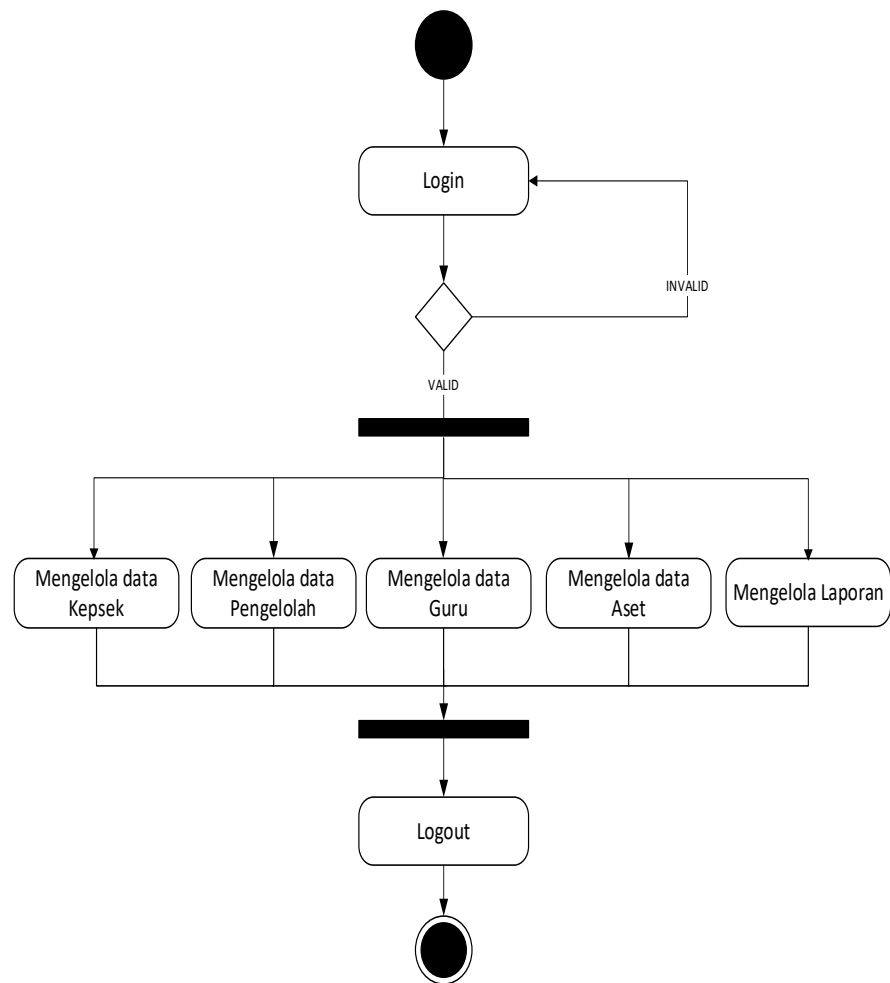 Login
INVALID
VALID
Mengelola data
Kepsek
Mengelola data
Pengelolah
Mengelola data
Guru
Mengelola data
Aset
Mengelola Laporan
Logout